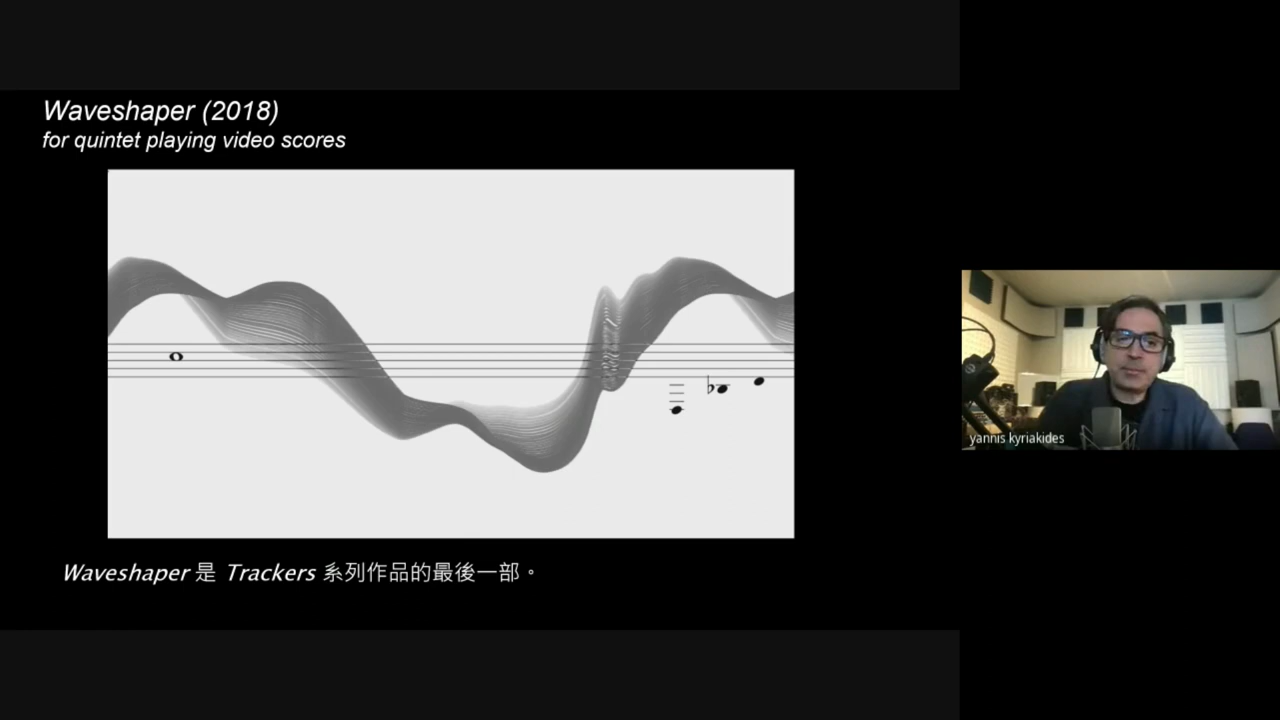 Waveshaper (2018)
for quintet playing video scores
Waveshaper 是 Trackers 系列作品的最後一部。
yannis kyriakides